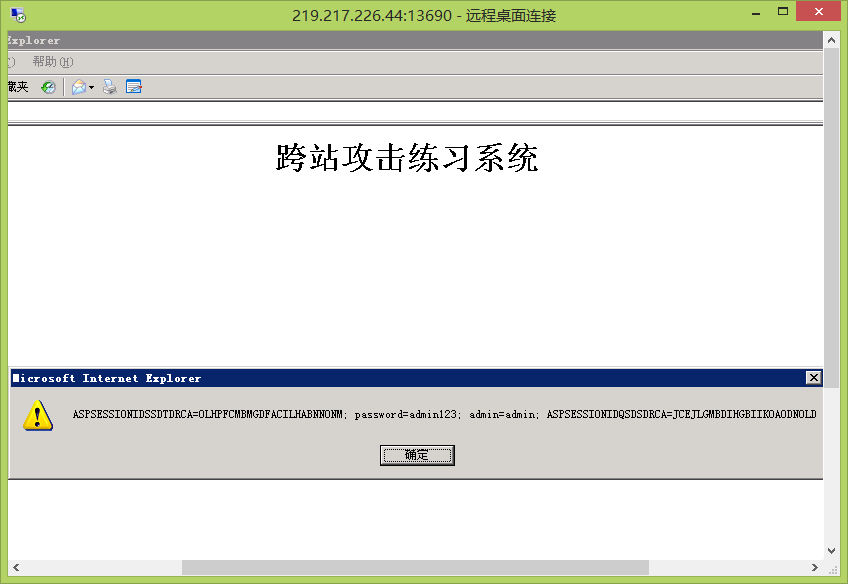 219.217.226.44:13690 - 远程桌面连接
Explorer
帮助(H)
藏夹
跨站攻击练习系统
Microsoft Internet Explorer
ASPSESSIONIDSSDTDRCA=OLHPFCMBMGDFACILHABNNONM; password=admin123; admin=admin; ASPSESSIONIDQSDSDRCA=JCEJLGMBDIHGBIIKOAODNOLD
确定